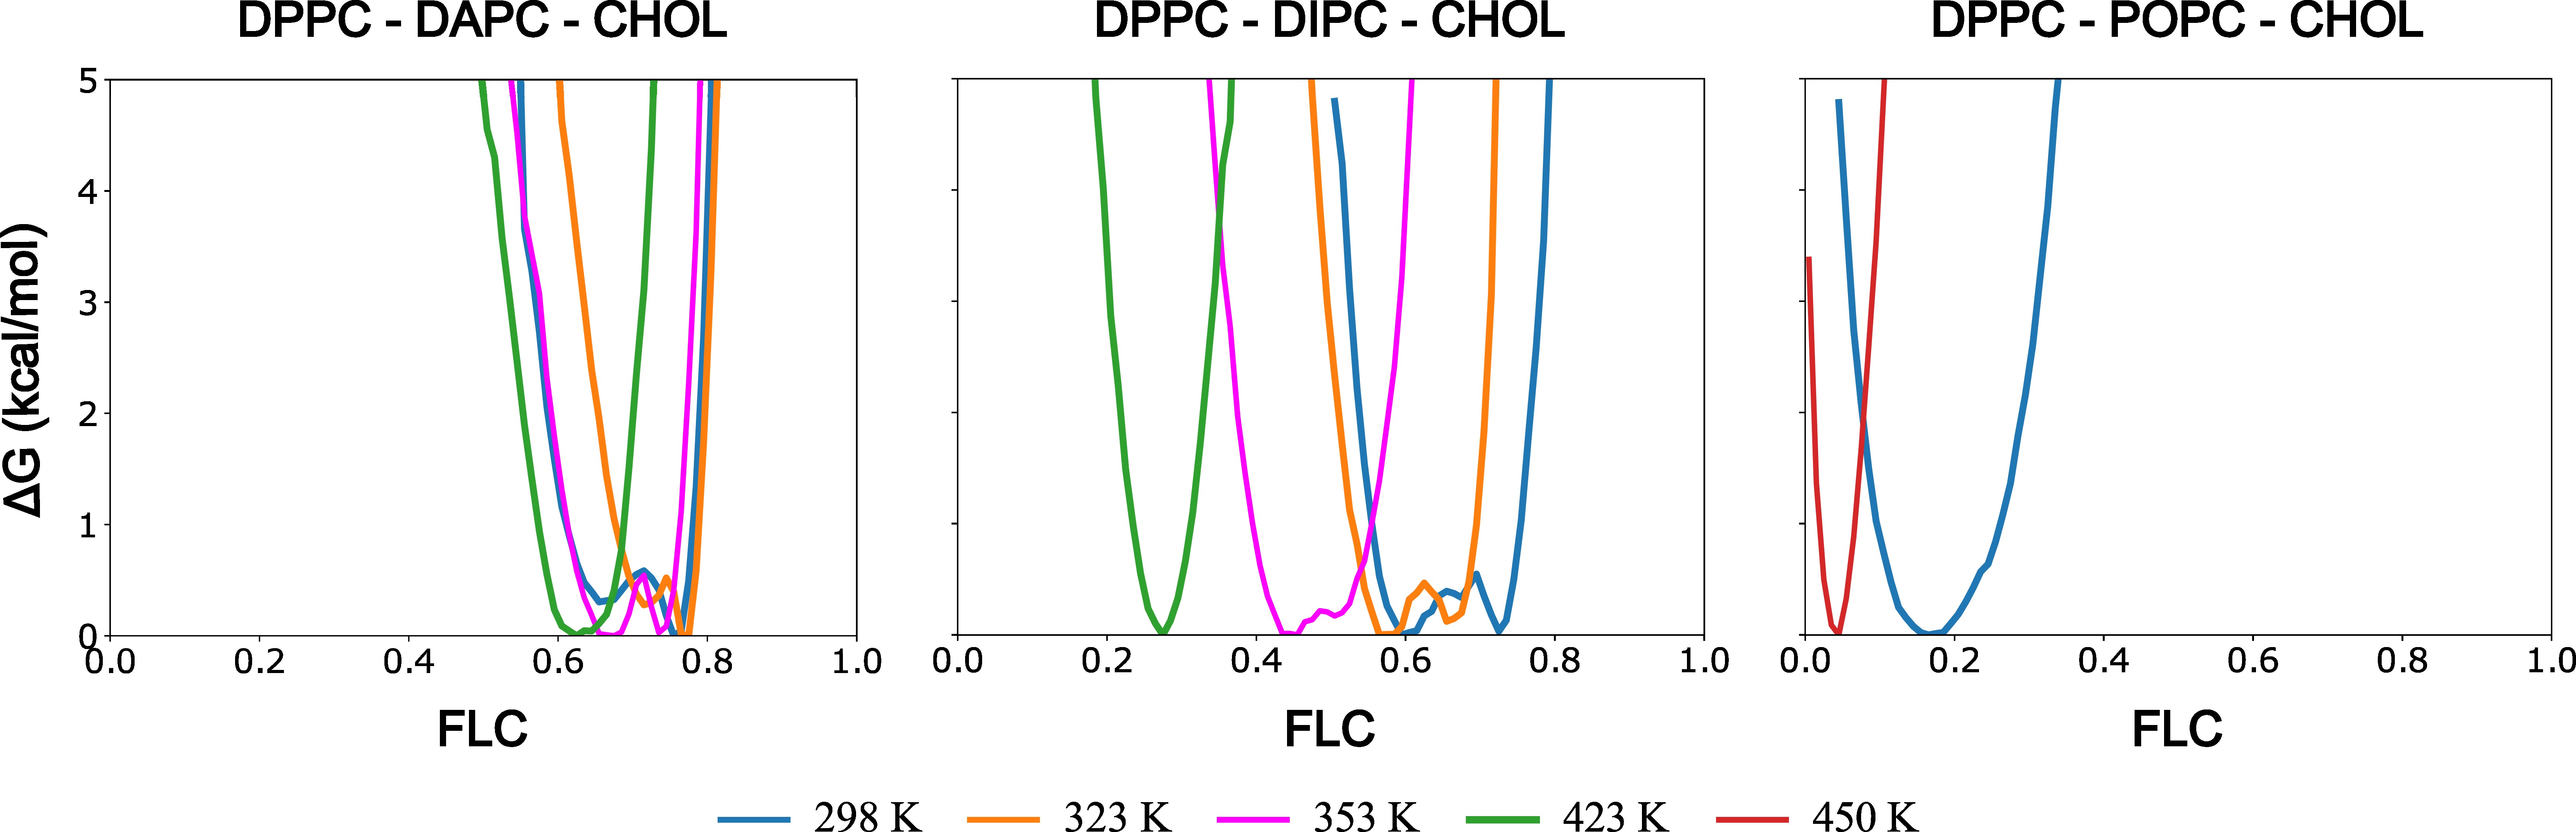 DPPC - DAPC - CHOL
DPPC - DIPC - CHOL
DPPC - POPC - CHOL
ΔG (kcal/mol)
5
4
3
2
1
0
0.0 0.2 0.4 0.6 0.8 1.0
0.0 0.2 0.4 0.6 0.8 1.0
0.0 0.2 0.4 0.6 0.8 1.0
FLC
FLC
FLC
298 K 323 K 353 K 423 K 450 K